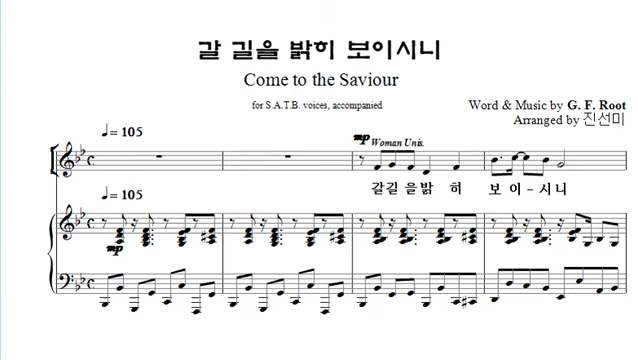 갈 길을 밝히 보이시니
Come to the Saviour
for S.A.T.B. voices, accompanied
Word & Music by G. F. Root
Arranged by 진선미
♩ = 105
mp Woman Unis.
갈길 을밝 히 보 이 - 시 니
♩ = 105
mp